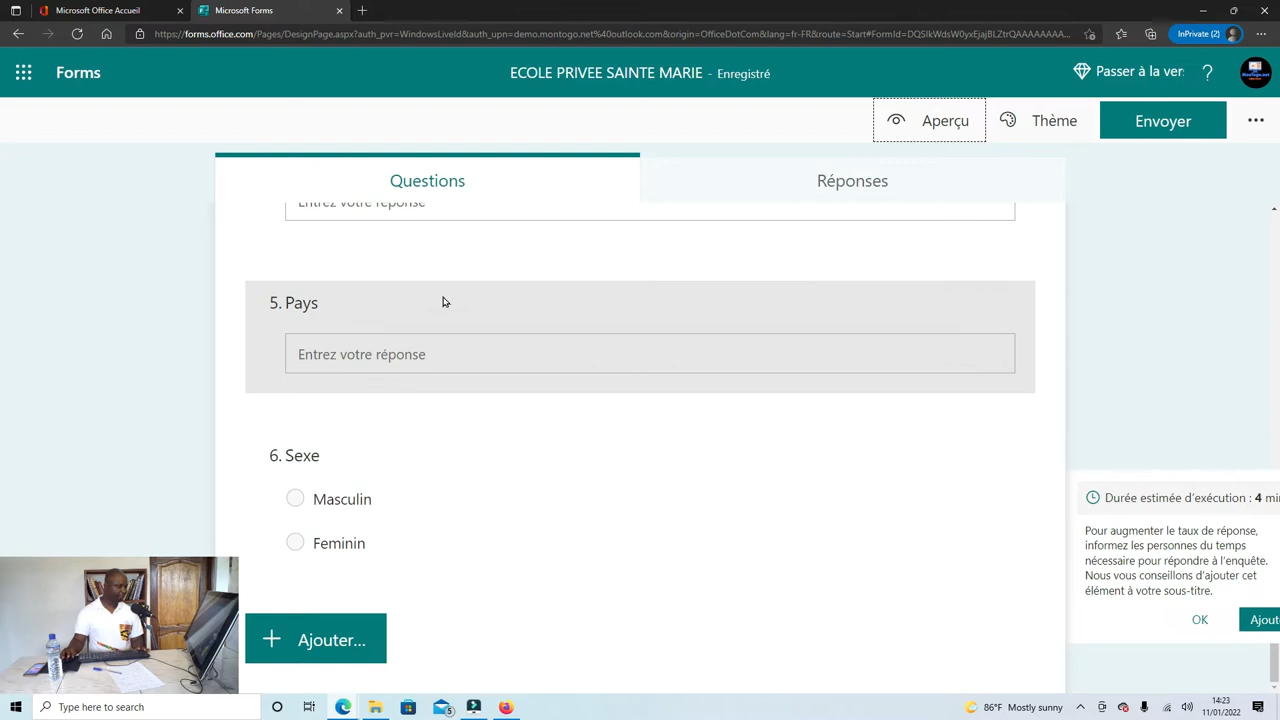 Microsoft Office Accueil
Microsoft Forms
https://forms.office.com/Pages/DesignPage.aspx?auth_pvr=WindowsLiveId&auth_upn=demo.montogo.net%40outlook.com&origin=OfficeDotCom&lang=fr-FR&route=Start#FormId=DQSIkWdsW0yxEjajBLZtrQAAAAAAA...
InPrivate (2)
Forms
ECOLE PRIVEE SAINTE MARIE - Enregistré
Passer à la ver
?
Aperçu
Thème
Envoyer
Questions
Réponses
Entrez votre réponse
5. Pays
Entrez votre réponse
6. Sexe
Masculin
Feminin
Ajouter...
Durée estimée d'exécution : 4 min
Pour augmenter le taux de réponse,
informez les personnes du temps
nécessaire pour répondre à l'enquête.
Nous vous conseillons d'ajouter cet
élément à votre sous-titre.
OK
Ajout
Type here to search
5
86°F Mostly sunny
14:23
11/01/2022